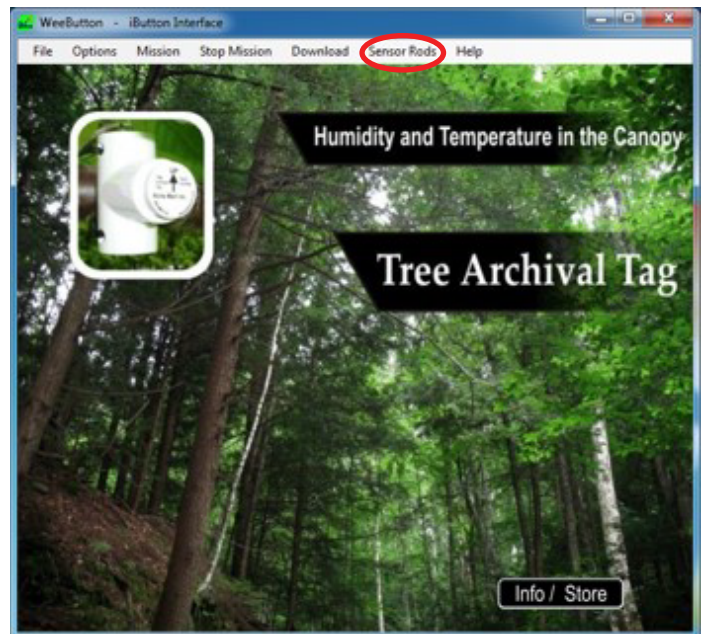 WeeButton - iButton Interface
File Options Mission Stop Mission Download Sensor Rods Help
Humidity and Temperature in the Canopy
Tree Archival Tag
Info / Store